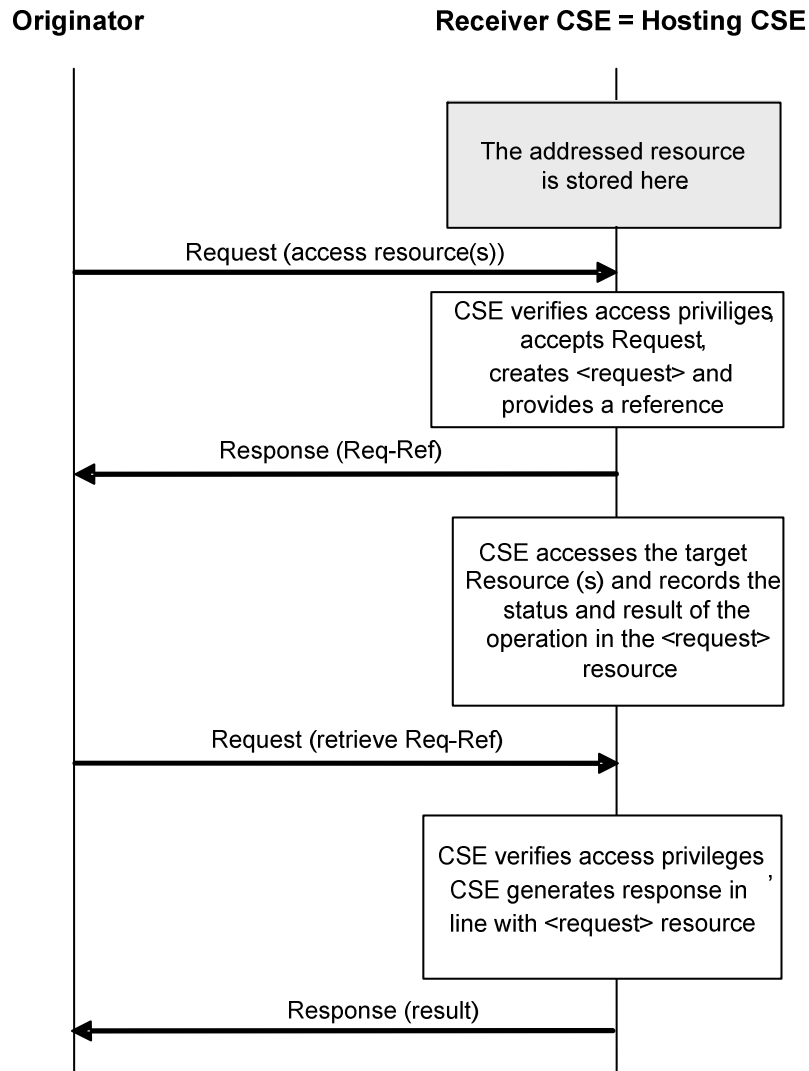 Originator
Receiver CSE = Hosting CSE
The addressed resource
is stored here
Request (access resource(s))
CSE verifies access priviliges,
accepts Request,
creates <request> and
provides a reference
Response (Req-Ref)
CSE accesses the target
Resource (s) and records the
status and result of the
operation in the <request>
resource
Request (retrieve Req-Ref)
CSE verifies access privileges ,
CSE generates response in
line with <request> resource
Response (result)